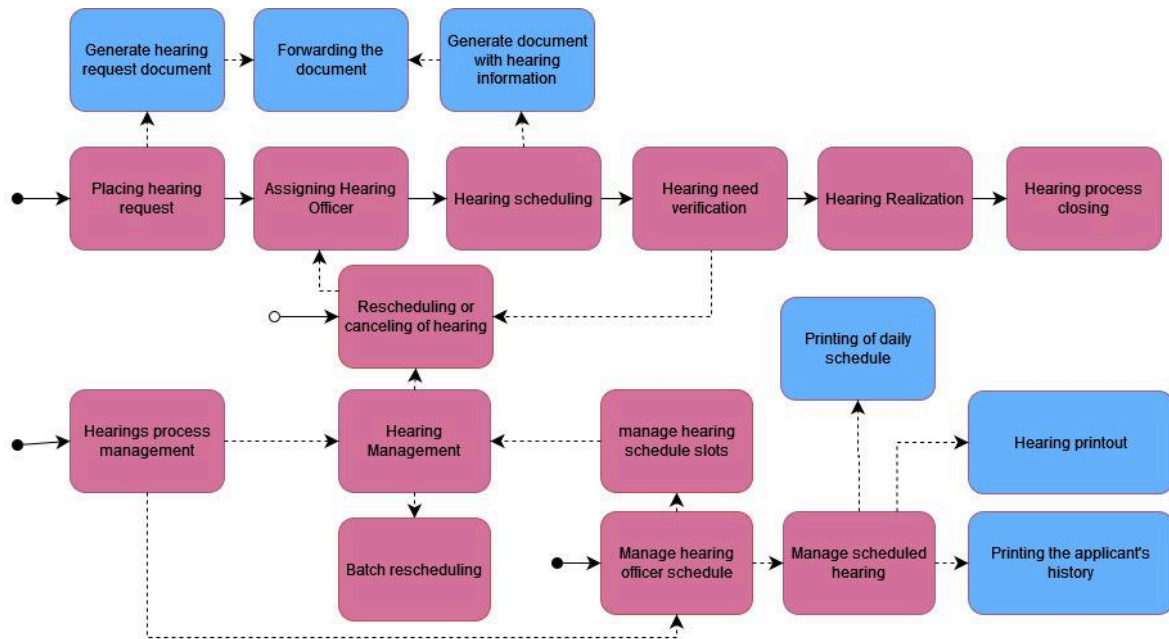 Generate hearing
request document
Forwarding the
document
Generate document
with hearing
information
Placing hearing
request
Assigning Hearing
Officer
Hearing scheduling
Hearing need
verification
Hearing Realization
Hearing process
closing
Rescheduling or
canceling of hearing
Printing of daily
schedule
Hearings process
management
Hearing
Management
manage hearing
schedule slots
Hearing printout
Batch rescheduling
Manage hearing
officer schedule
Manage scheduled
hearing
Printing the applicant's
history